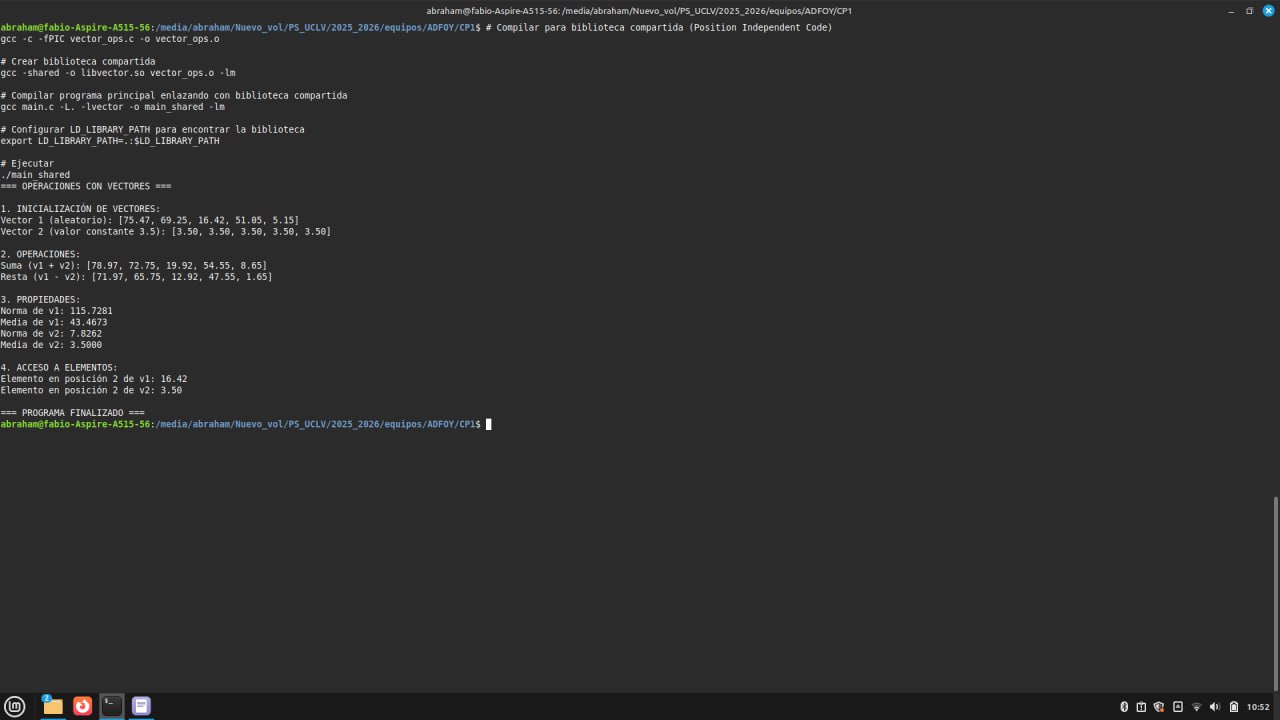 abraham@fabio-Aspire-A515-56: /media/abraham/Nuevo_vol/PS_UCLV/2025_2026/equipos/ADFOY/CP1
abraham@fabio-Aspire-A515-56:/media/abraham/Nuevo_vol/PS_UCLV/2025_2026/equipos/ADFOY/CP1$ # Compilar para biblioteca compartida (Position Independent Code)
gcc -c -fPIC vector_ops.c -o vector_ops.o
# Crear biblioteca compartida
gcc -shared -o libvector.so vector_ops.o -lm
# Compilar programa principal enlazando con biblioteca compartida
gcc main.c -L. -lvector -o main_shared -lm
# Configurar LD_LIBRARY_PATH para encontrar la biblioteca
export LD_LIBRARY_PATH=.:$LD_LIBRARY_PATH
# Ejecutar
./main_shared
=== OPERACIONES CON VECTORES ===
1. INICIALIZACIÓN DE VECTORES:
Vector 1 (aleatorio): [75.47, 69.25, 16.42, 51.05, 5.15]
Vector 2 (valor constante 3.5): [3.50, 3.50, 3.50, 3.50, 3.50]
2. OPERACIONES:
Suma (v1 + v2): [78.97, 72.75, 19.92, 54.55, 8.65]
Resta (v1 - v2): [71.97, 65.75, 12.92, 47.55, 1.65]
3. PROPIEDADES:
Norma de v1: 115.7281
Media de v1: 43.4673
Norma de v2: 7.8262
Media de v2: 3.5000
4. ACCESO A ELEMENTOS:
Elemento en posición 2 de v1: 16.42
Elemento en posición 2 de v2: 3.50
=== PROGRAMA FINALIZADO ===
abraham@fabio-Aspire-A515-56:/media/abraham/Nuevo_vol/PS_UCLV/2025_2026/equipos/ADFOY/CP1$
2
10:52